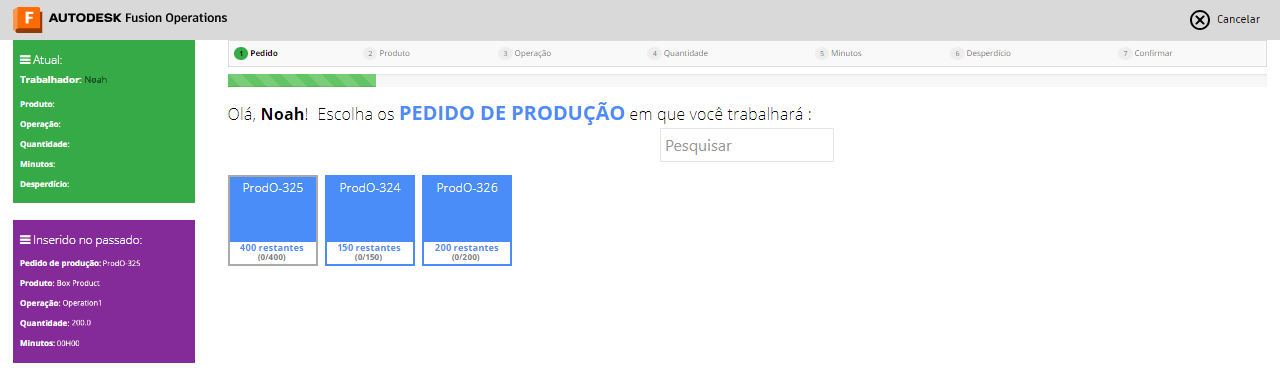 F AUTODESK Fusion Operations
Cancelar
Atual:
Trabalhador: Noah
Produto:
Operação:
Quantidade:
Minutos:
Desperdício:
Inserido no passado:
Pedido de produção: ProdO-325
Produto: Box Product
Operação: Operation1
Quantidade: 200.0
Minutos: 00H00
1 Pedido 2 Produto 3 Operação 4 Quantidade 5 Minutos 6 Desperdício 7 Confirmar
Olá, Noah! Escolha os PEDIDO DE PRODUÇÃO em que você trabalhará :
Pesquisar
ProdO-325
400 restantes
(0/400)
ProdO-324
150 restantes
(0/150)
ProdO-326
200 restantes
(0/200)